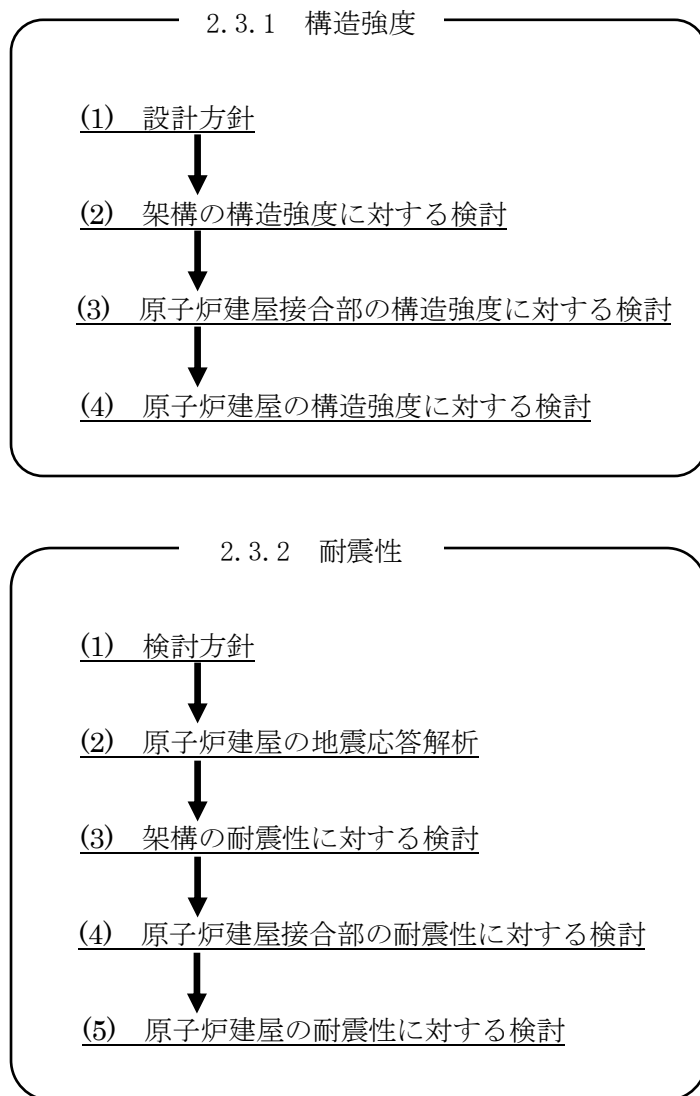 2.3.1 構造強度
(1) 設計方針
(2) 架構の構造強度に対する検討
(3) 原子炉建屋接合部の構造強度に対する検討
(4) 原子炉建屋の構造強度に対する検討
2.3.2 耐震性
(1) 検討方針
(2) 原子炉建屋の地震応答解析
(3) 架構の耐震性に対する検討
(4) 原子炉建屋接合部の耐震性に対する検討
(5) 原子炉建屋の耐震性に対する検討